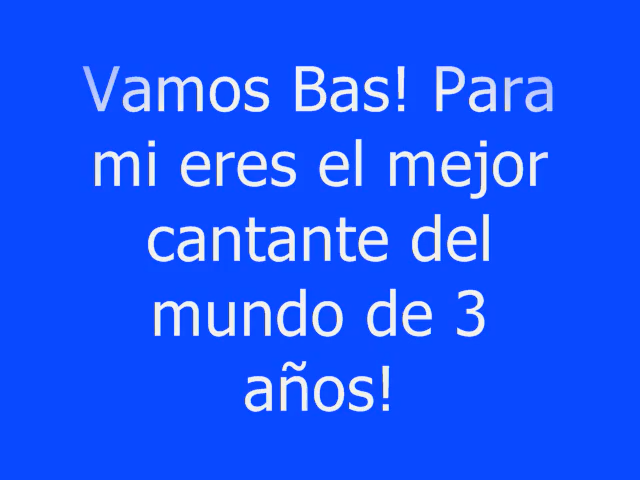 Vamos Bas! Para
mi eres el mejor
cantante del
mundo de 3
años!